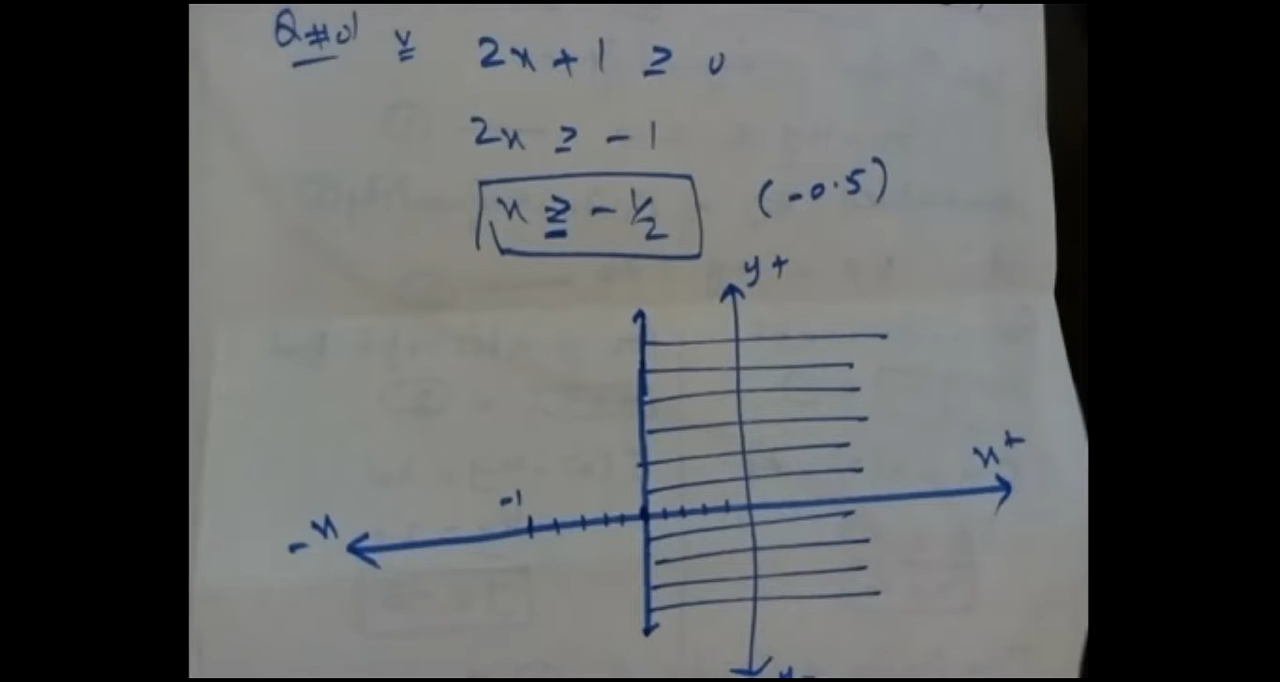 Q#01 v 2x + 1 ≥ 0
2x ≥ - 1
x ≥ - 1/2 (-0.5)
y+
x+
-1
-x